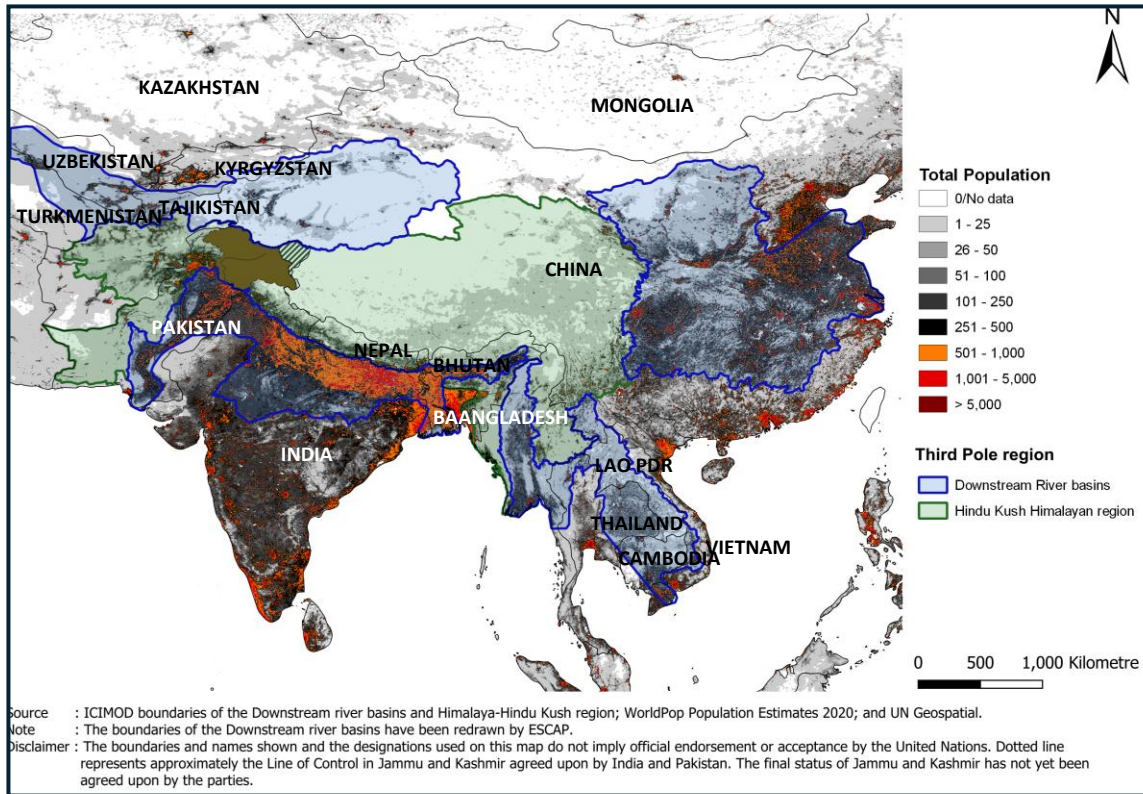 N
KAZAKHSTAN
MONGOLIA
UZBEKISTAN
KYRGYZSTAN
TURKMENISTAN
TAJIKISTAN
CHINA
PAKISTAN
NEPAL
BHUTAN
BAANGLADESH
INDIA
LAO PDR
THAILAND
CAMBODIA
VIETNAM
Total Population
0/No data
1 - 25
26 - 50
51 - 100
101 - 250
251 - 500
501 - 1,000
1,001 - 5,000
> 5,000
Third Pole region
Downstream River basins
Hindu Kush Himalayan region
0 500 1,000 Kilometre
Source : ICIMOD boundaries of the Downstream river basins and Himalaya-Hindu Kush region; WorldPop Population Estimates 2020; and UN Geospatial.
Note : The boundaries of the Downstream river basins have been redrawn by ESCAP.
Disclaimer : The boundaries and names shown and the designations used on this map do not imply official endorsement or acceptance by the United Nations. Dotted line
represents approximately the Line of Control in Jammu and Kashmir agreed upon by India and Pakistan. The final status of Jammu and Kashmir has not yet been
agreed upon by the parties.